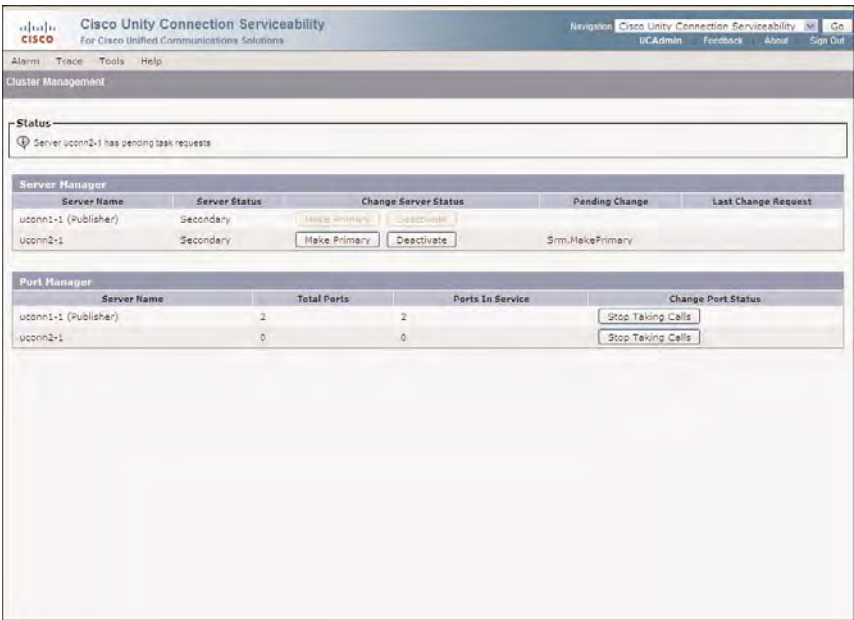 Cisco Unity Connection Serviceability
For Cisco Unified Communications Solutions
Navigation Cisco Unity Connection Serviceability Go
CISCO
UCAdmin Feedback About Sign Out
Alarm Trace Tools Help
Cluster Management
Status
Server uconn2-1 has pending task requests
Server Manager
Server Name Server Status Change Server Status Pending Change Last Change Request
uconn1-1 (Publisher) Secondary Make Primary Deactivate
uconn2-1 Secondary Make Primary Deactivate Srm.MakePrimary
Port Manager
Server Name Total Ports Ports In Service Change Port Status
uconn1-1 (Publisher) 2 2 Stop Taking Calls
uconn2-1 0 0 Stop Taking Calls